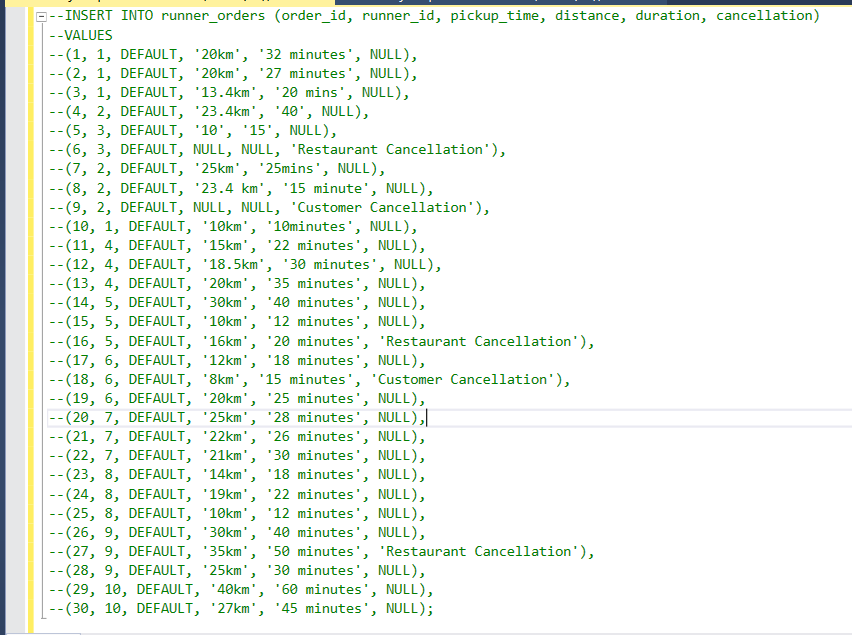 --INSERT INTO runner_orders (order_id, runner_id, pickup_time, distance, duration, cancellation)
--VALUES
--(1, 1, DEFAULT, '20km', '32 minutes', NULL),
--(2, 1, DEFAULT, '20km', '27 minutes', NULL),
--(3, 1, DEFAULT, '13.4km', '20 mins', NULL),
--(4, 2, DEFAULT, '23.4km', '40', NULL),
--(5, 3, DEFAULT, '10', '15', NULL),
--(6, 3, DEFAULT, NULL, NULL, 'Restaurant Cancellation'),
--(7, 2, DEFAULT, '25km', '25mins', NULL),
--(8, 2, DEFAULT, '23.4 km', '15 minute', NULL),
--(9, 2, DEFAULT, NULL, NULL, 'Customer Cancellation'),
--(10, 1, DEFAULT, '10km', '10minutes', NULL),
--(11, 4, DEFAULT, '15km', '22 minutes', NULL),
--(12, 4, DEFAULT, '18.5km', '30 minutes', NULL),
--(13, 4, DEFAULT, '20km', '35 minutes', NULL),
--(14, 5, DEFAULT, '30km', '40 minutes', NULL),
--(15, 5, DEFAULT, '10km', '12 minutes', NULL),
--(16, 5, DEFAULT, '16km', '20 minutes', 'Restaurant Cancellation'),
--(17, 6, DEFAULT, '12km', '18 minutes', NULL),
--(18, 6, DEFAULT, '8km', '15 minutes', 'Customer Cancellation'),
--(19, 6, DEFAULT, '20km', '25 minutes', NULL),
--(20, 7, DEFAULT, '25km', '28 minutes', NULL),
--(21, 7, DEFAULT, '22km', '26 minutes', NULL),
--(22, 7, DEFAULT, '21km', '30 minutes', NULL),
--(23, 8, DEFAULT, '14km', '18 minutes', NULL),
--(24, 8, DEFAULT, '19km', '22 minutes', NULL),
--(25, 8, DEFAULT, '10km', '12 minutes', NULL),
--(26, 9, DEFAULT, '30km', '40 minutes', NULL),
--(27, 9, DEFAULT, '35km', '50 minutes', 'Restaurant Cancellation'),
--(28, 9, DEFAULT, '25km', '30 minutes', NULL),
--(29, 10, DEFAULT, '40km', '60 minutes', NULL),
--(30, 10, DEFAULT, '27km', '45 minutes', NULL);